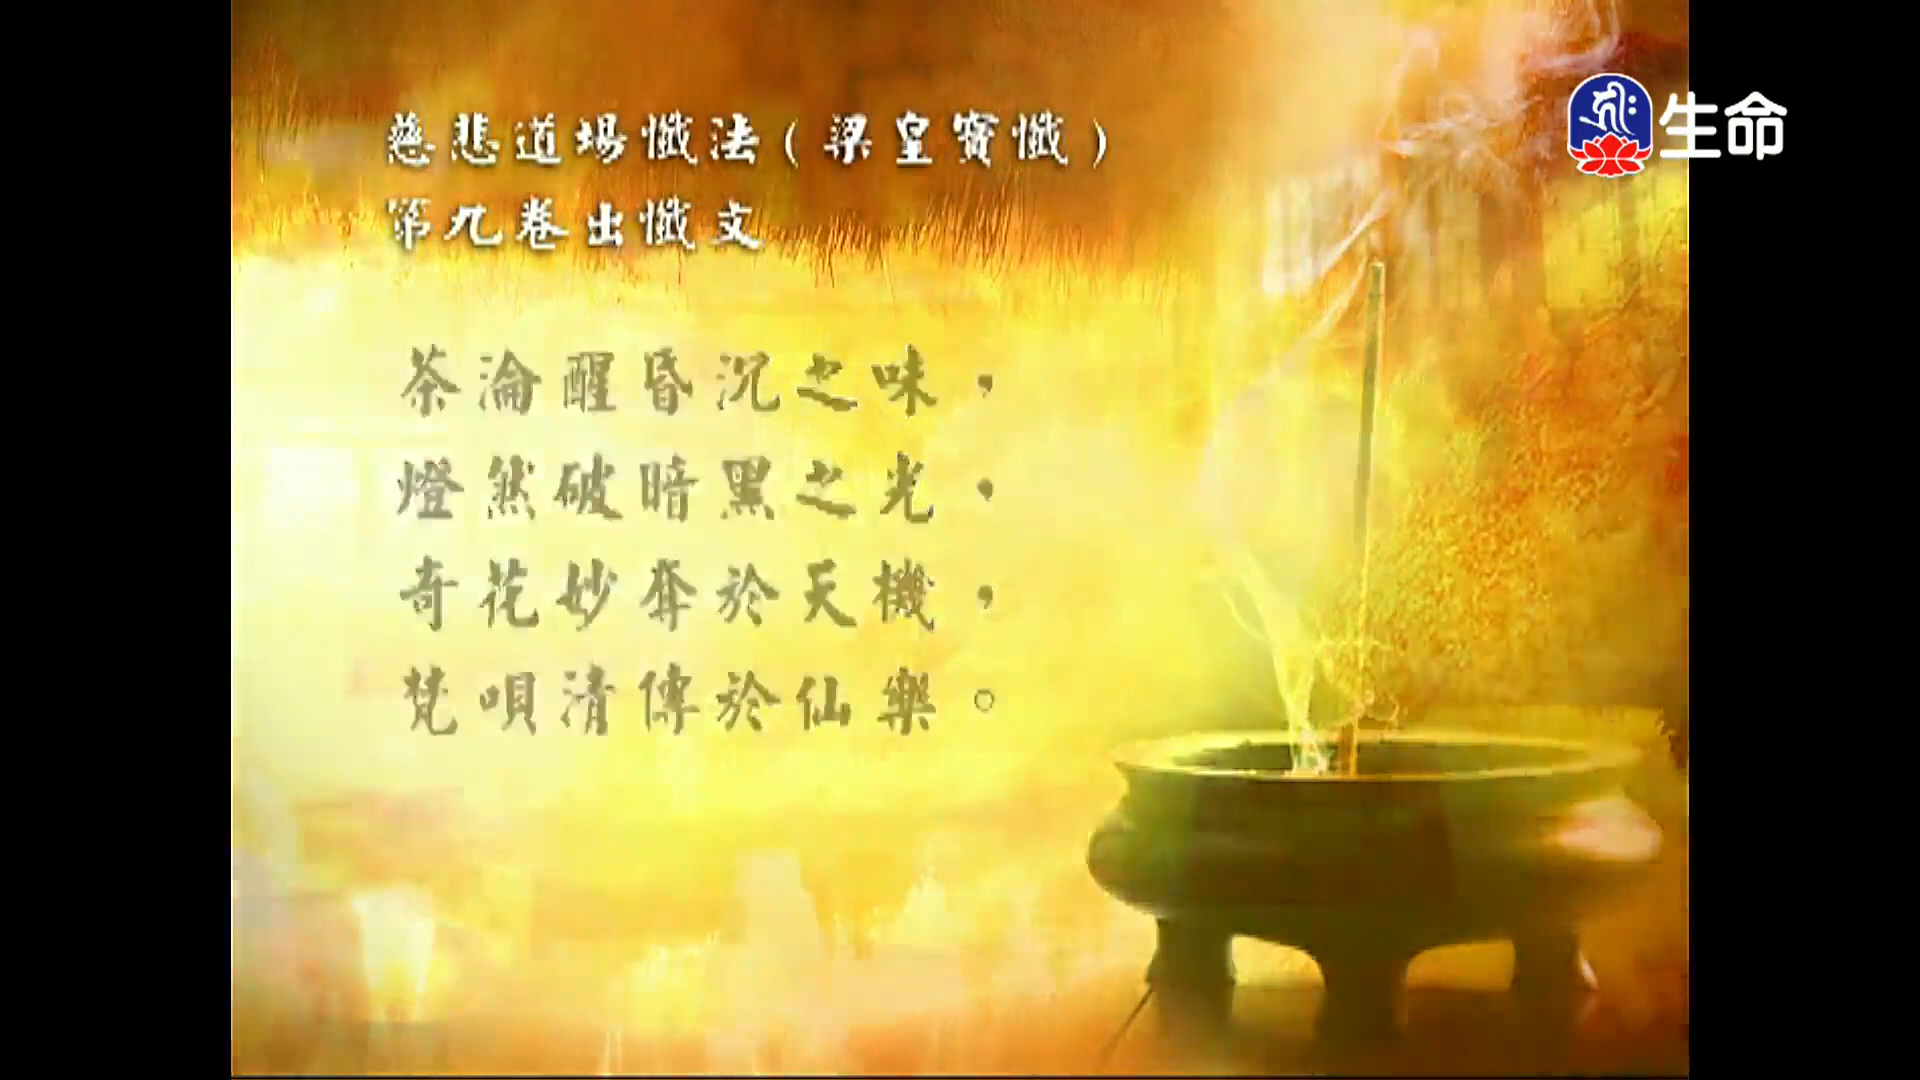 生命
慈悲道場懺法(梁皇寶懺)
第九卷出懺文
茶淪醒昏沉之味,
燈然破暗黑之光。
奇花妙奪於天機,
梵唄清傳於仙樂。